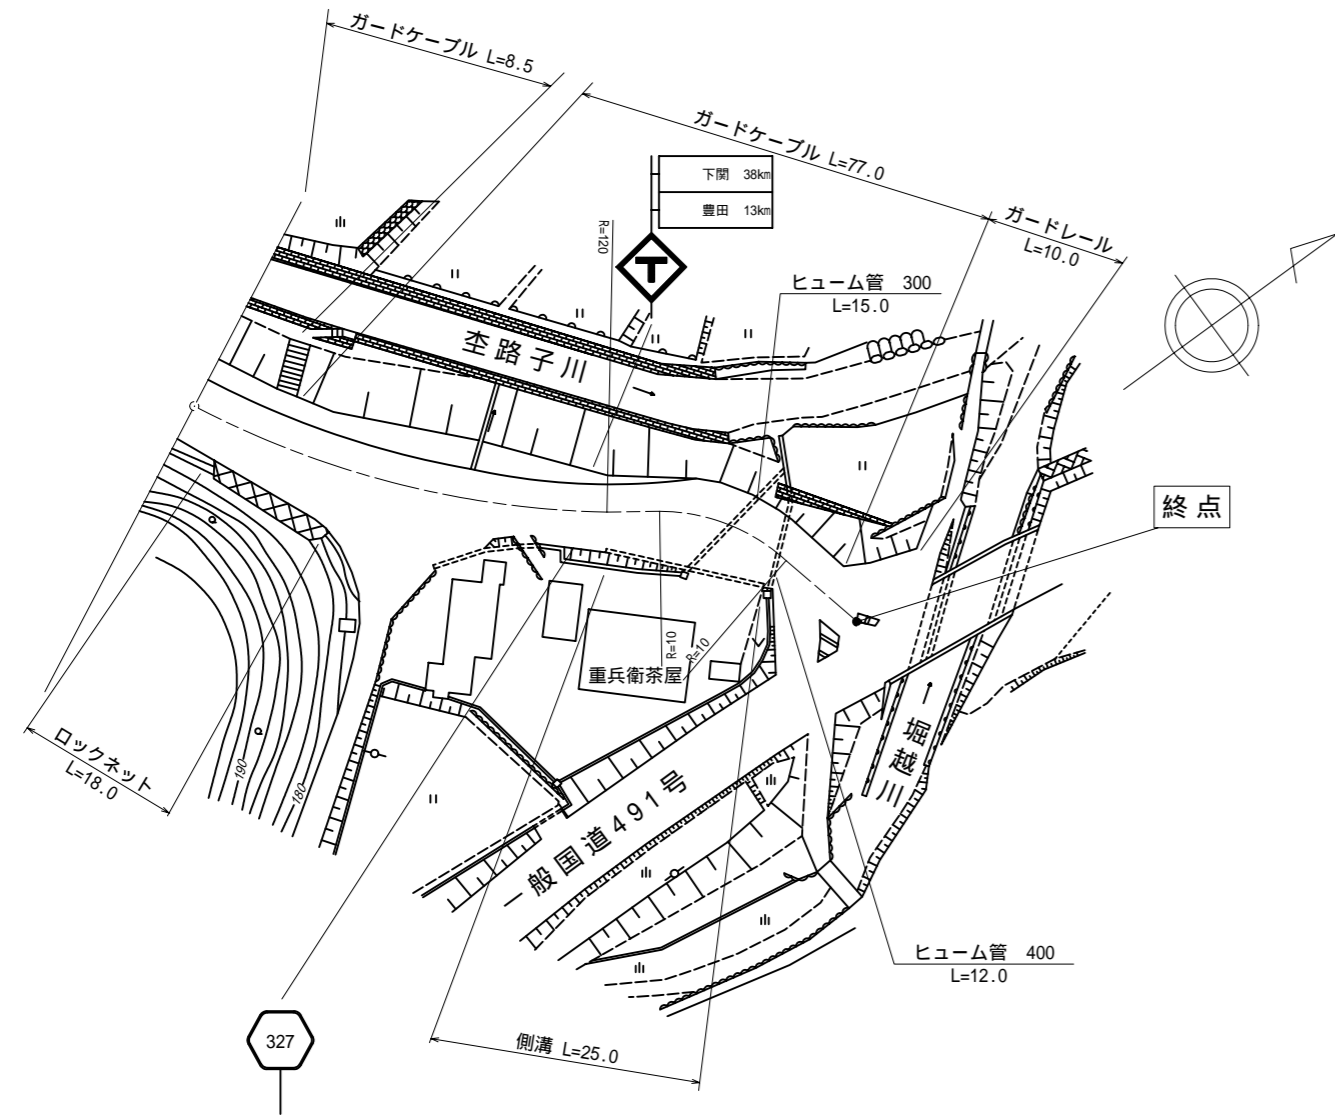 ガードケーブル L=8.5
ガードケーブル L=77.0
下関 38km
豊田 13km
ガードレール
L=10.0
R=120
ヒューム管 300
L=15.0
杢路子川
終点
R=10
R=10
重兵衛茶屋
ロックネット
L=18.0
190
180
堀越川
一般国道491号
ヒューム管 400
L=12.0
側溝 L=25.0
327